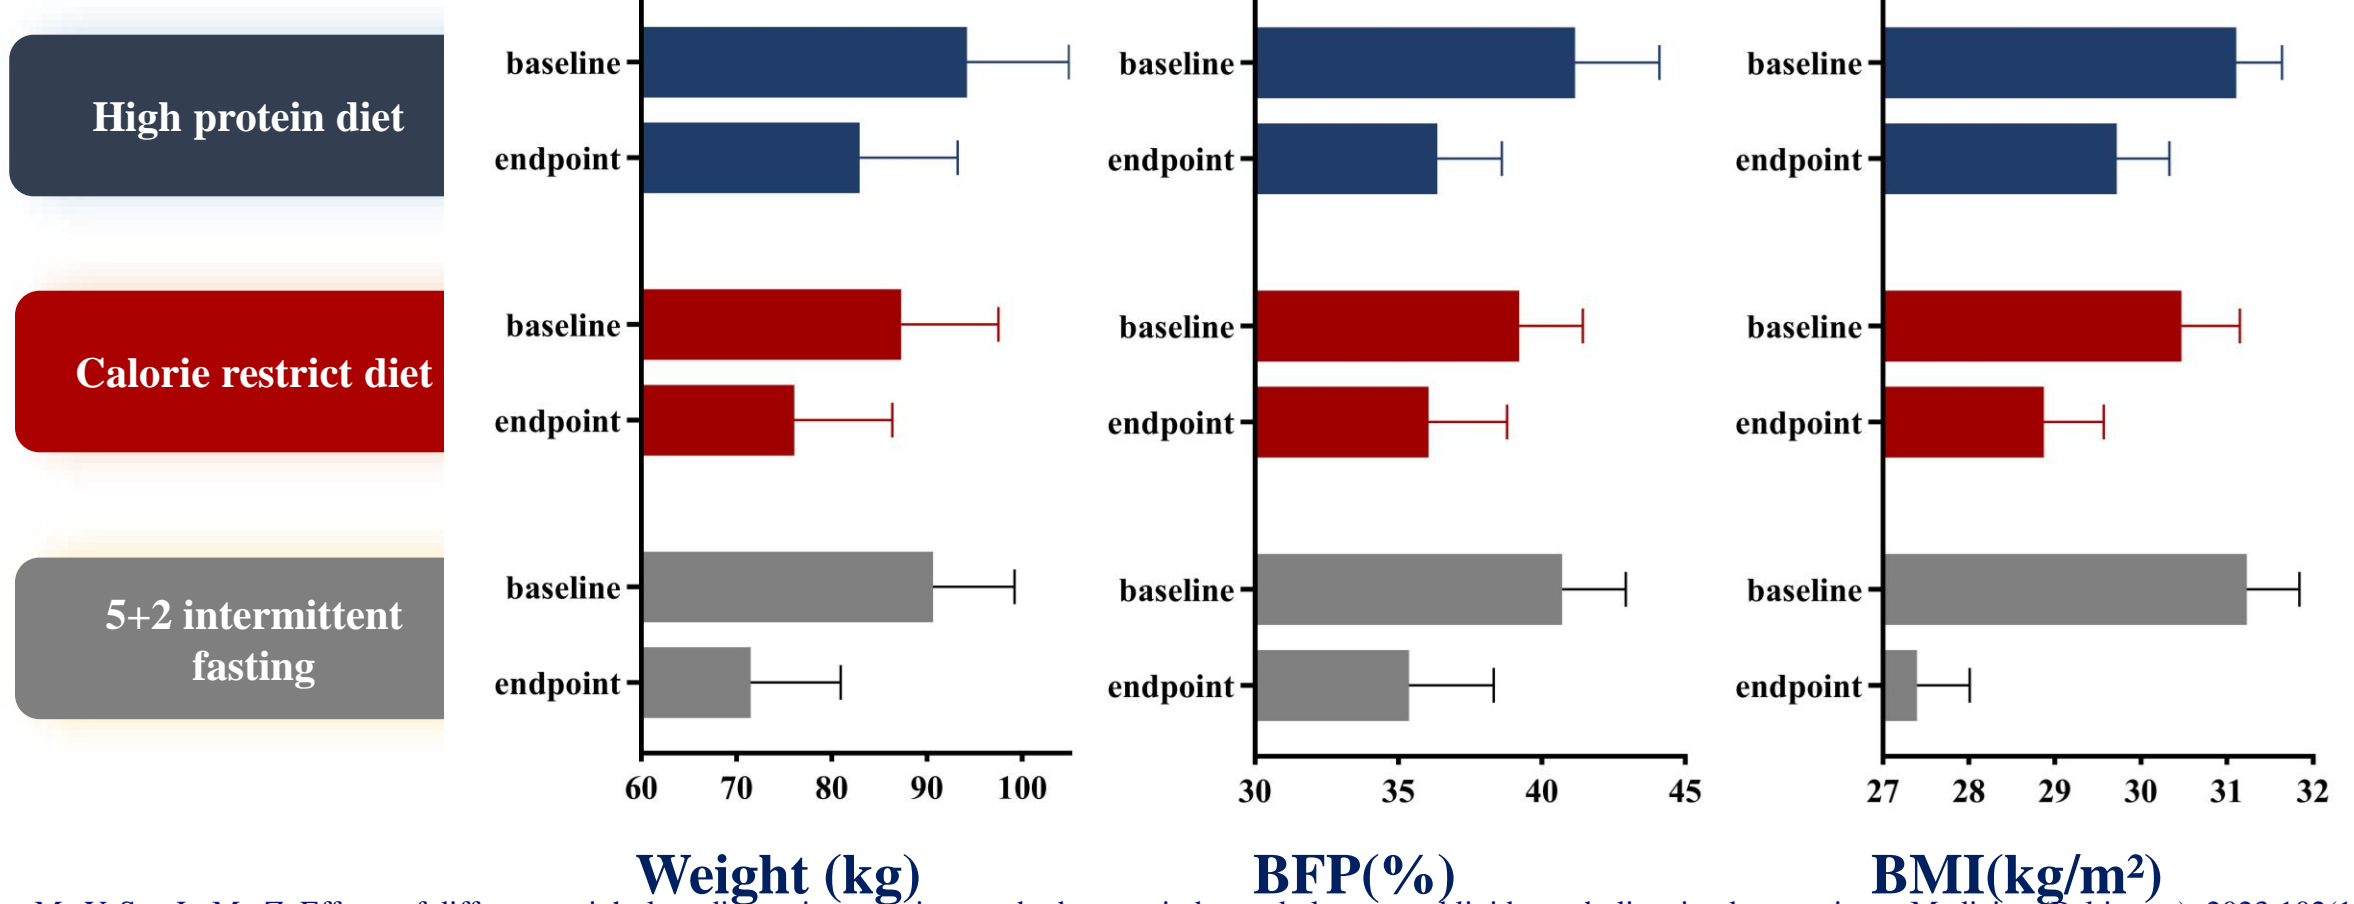 High protein diet
baseline
endpoint
baseline
endpoint
baseline
endpoint
Calorie restrict diet
baseline
endpoint
baseline
endpoint
baseline
endpoint
5+2 intermittent
fasting
baseline
endpoint
baseline
endpoint
baseline
endpoint
60 70 80 90 100
30 35 40 45
27 28 29 30 31 32
Weight (kg)
BFP(%)
BMI(kg/m²)